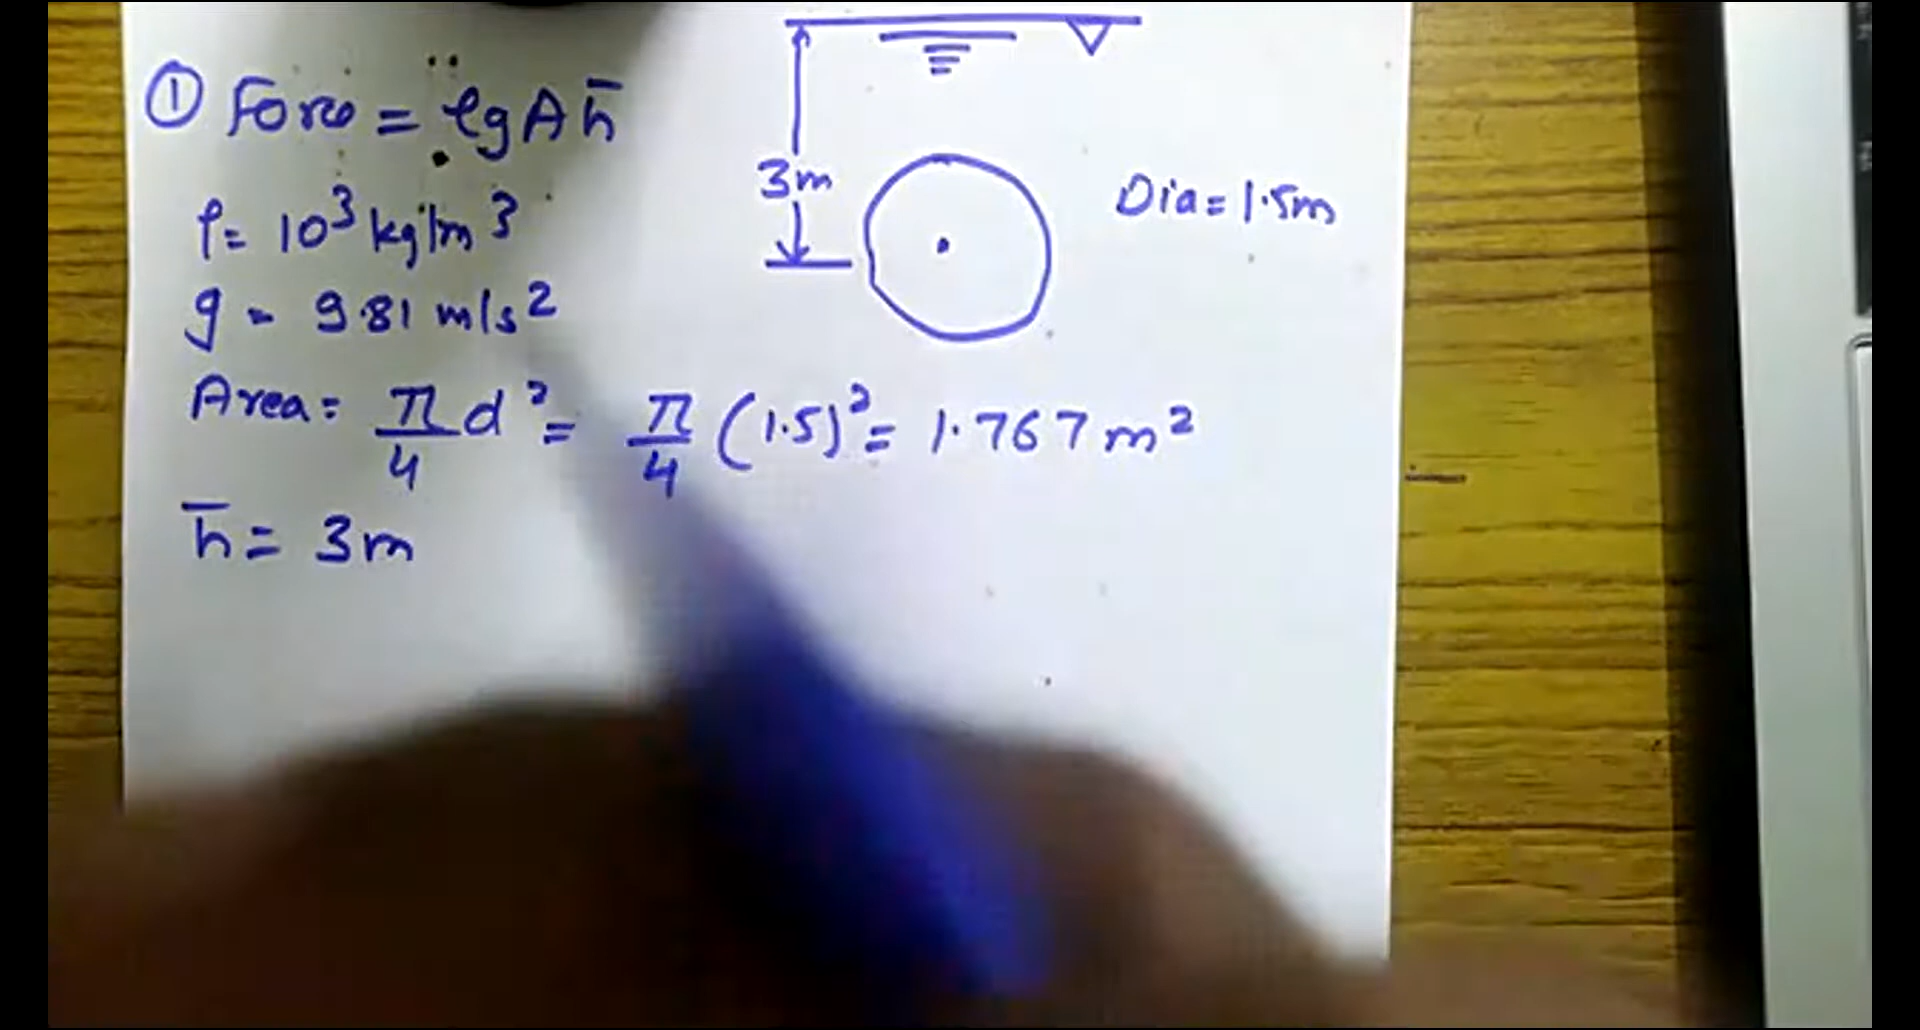 ① Force = ρgAh̄
3m
Dia = 1.5m
ρ = 10³ kg/m³
g = 9.81 m/s²
Area = π/4 d² = π/4 (1.5)² = 1.767 m²
h̄ = 3m